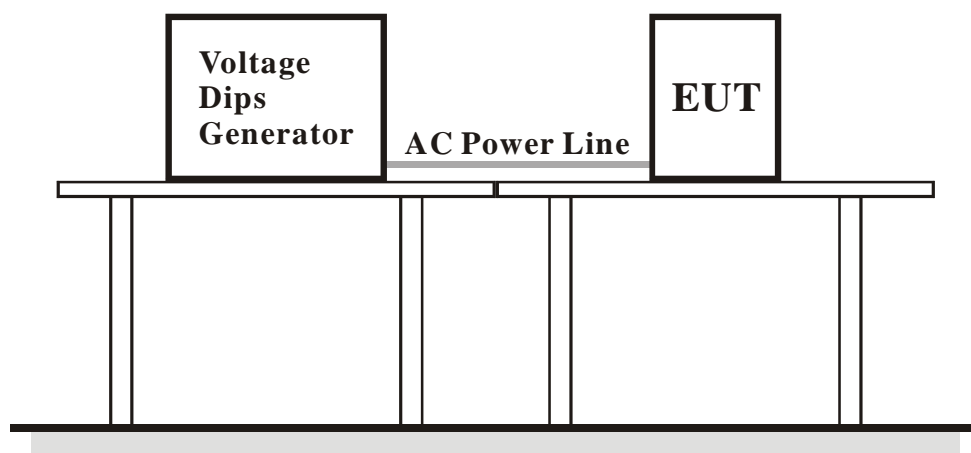 Voltage
Dips
Generator
EUT
AC Power Line